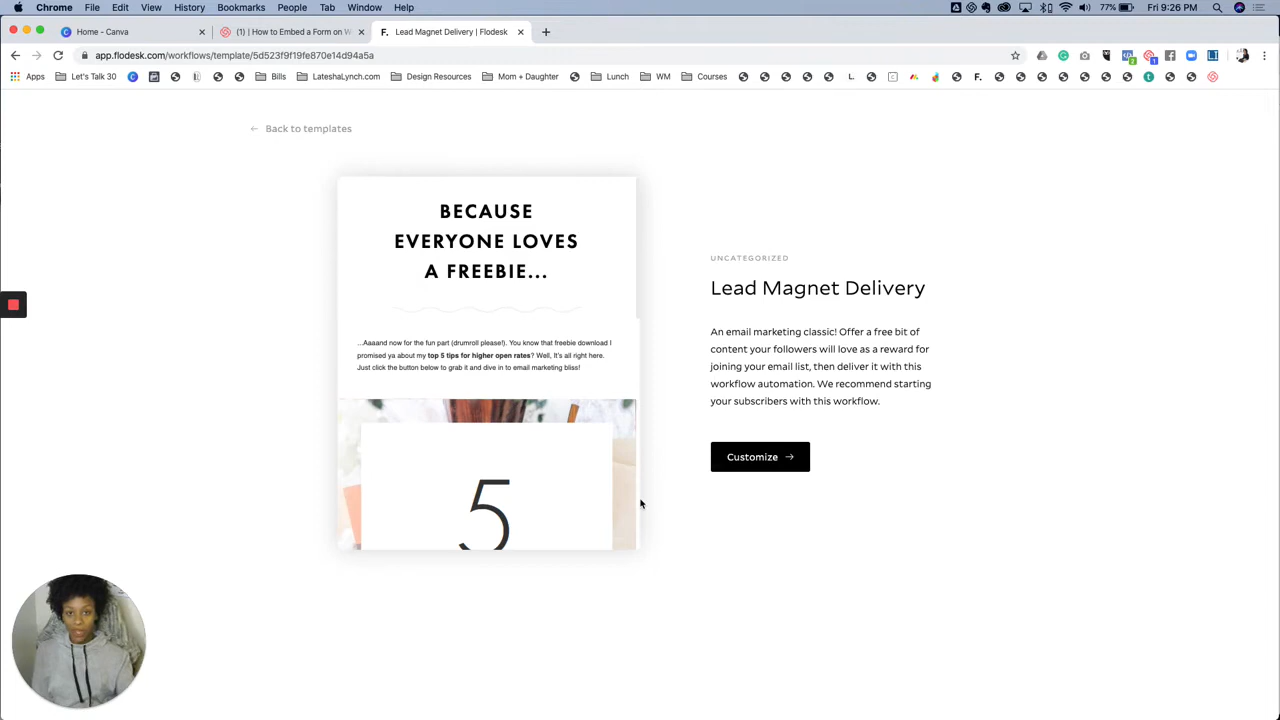 Chrome File Edit View History Bookmarks People Tab Window Help 77% Fri 9:26 PM
Home - Canva
(1) | How to Embed a Form on W
F. Lead Magnet Delivery | Flodesk
app.flodesk.com/workflows/template/5d523f9f19fe870e14d94a5d
Apps Let's Talk 30 Bills LateshaLynch.com Design Resources Mom + Daughter Lunch WM Courses L. F.
← Back to templates
BECAUSE
EVERYONE LOVES
A FREEBIE...
...Aaaand now for the fun part (drumroll please!). You know that freebie download I
promised ya about my top 5 tips for higher open rates? Well, It's all right here.
Just click the button below to grab it and dive in to email marketing bliss!
5
UNCATEGORIZED
Lead Magnet Delivery
An email marketing classic! Offer a free bit of
content your followers will love as a reward for
joining your email list, then deliver it with this
workflow automation. We recommend starting
your subscribers with this workflow.
Customize →